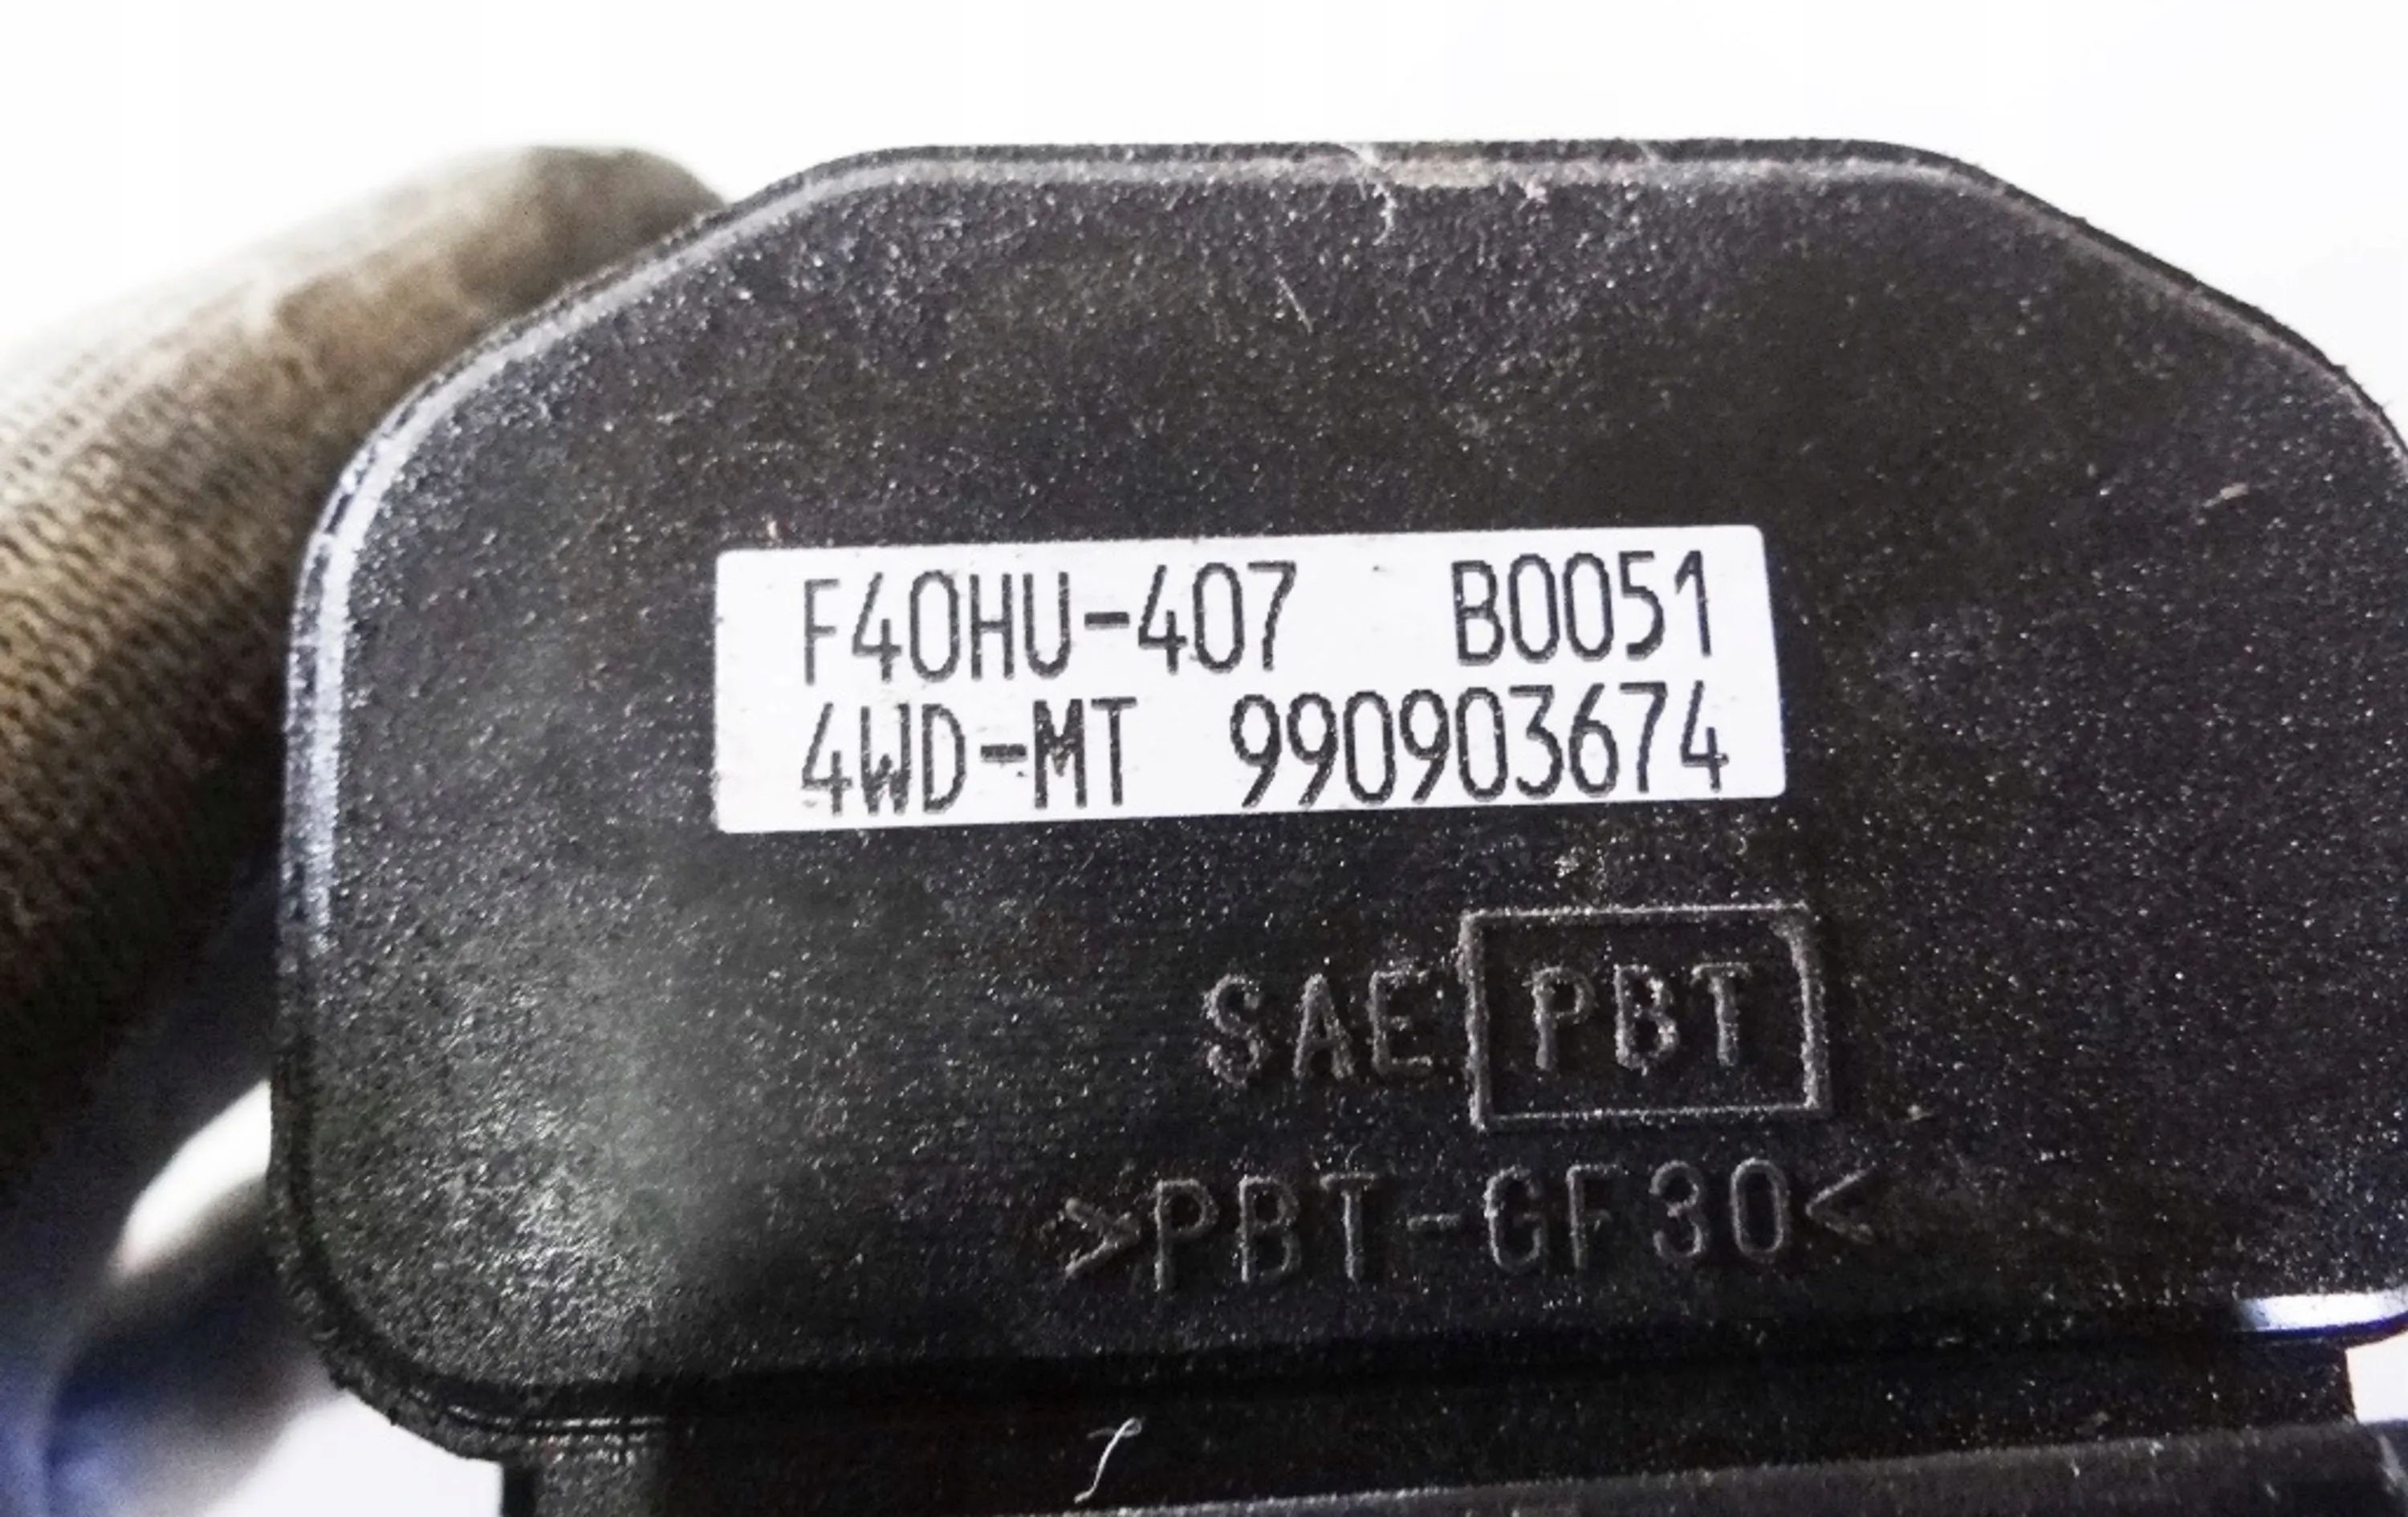 F40HU-407 B0051
4WD-MT 990903674
SAE PBT
>PBT-GF30<